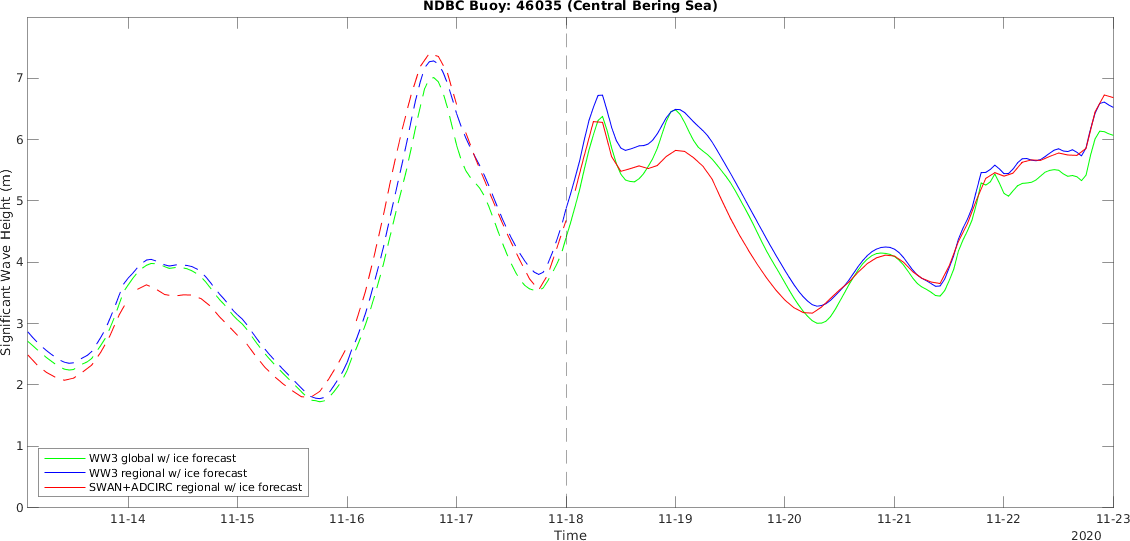 NDBC Buoy: 46035 (Central Bering Sea)
Significant Wave Height (m)
7
6
5
4
3
2
1
0
WW3 global w/ ice forecast
WW3 regional w/ ice forecast
SWAN+ADCIRC regional w/ ice forecast
11-14 11-15 11-16 11-17 11-18 11-19 11-20 11-21 11-22 11-23
Time
2020